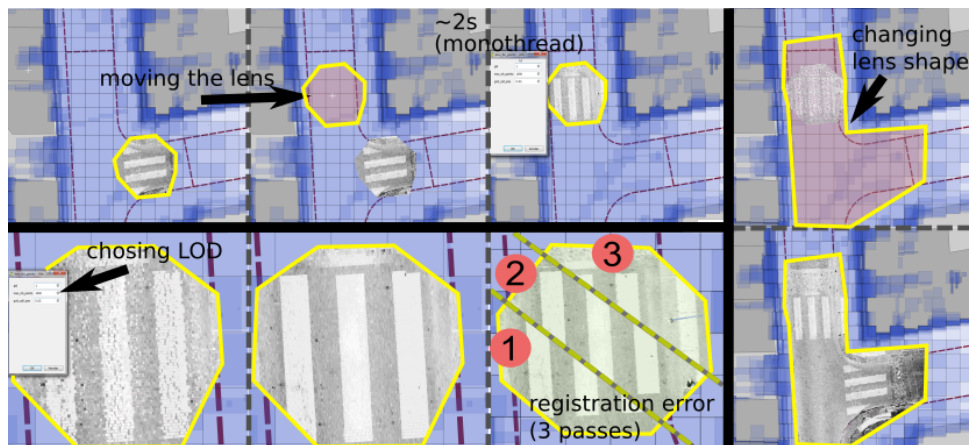 ~2s
(monothread)
moving the lens
changing
lens shape
chosing LOD
2
3
1
registration error
(3 passes)